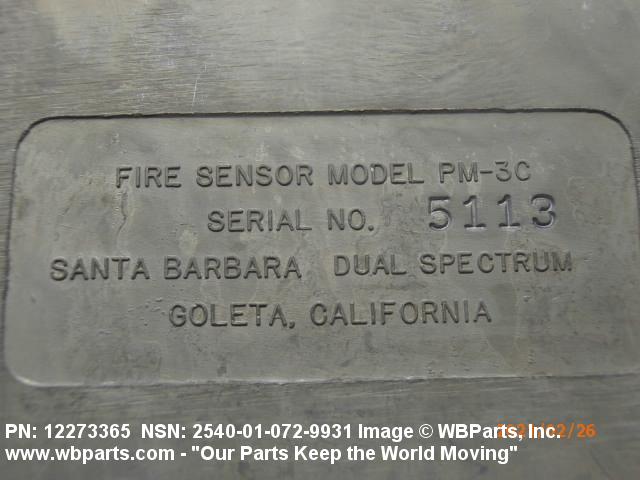 FIRE SENSOR MODEL PM-3C
SERIAL NO. 5113
SANTA BARBARA DUAL SPECTRUM
GOLETA, CALIFORNIA
PN: 12273365 NSN: 2540-01-072-9931 Image © WBParts, Inc.
www.wbparts.com - "Our Parts Keep the World Moving"